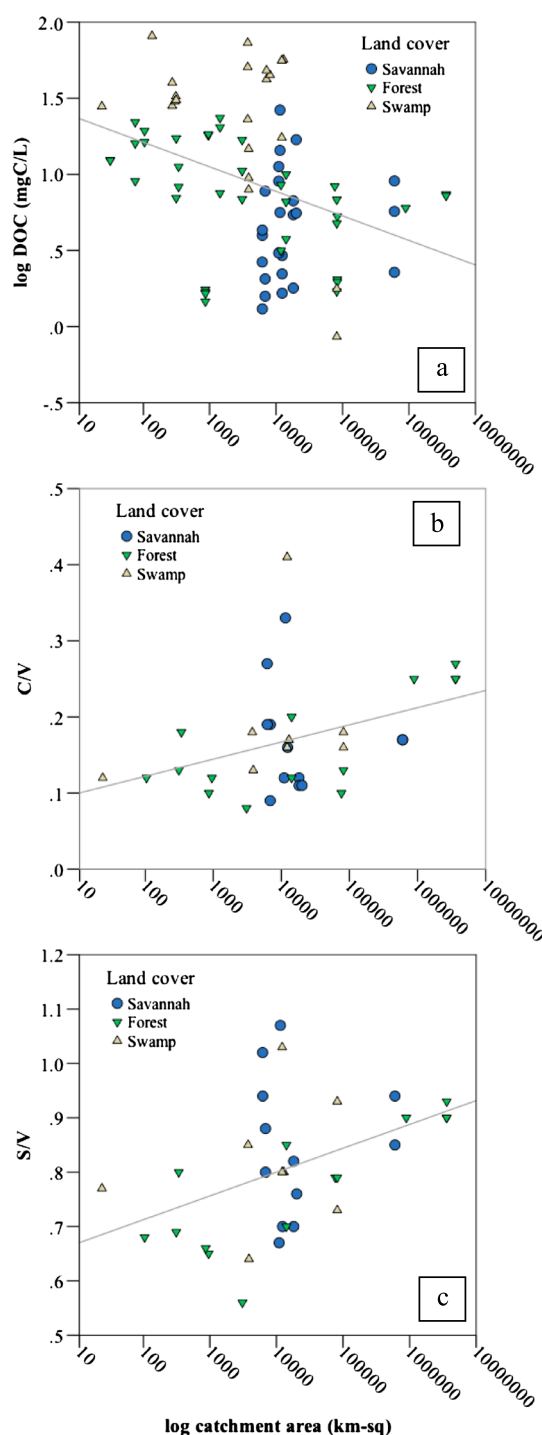 2.0
Land cover
Savannah
Forest
Swamp
1.5
1.0
.5
.0
-.5
log DOC (mgC/L)
a
10
100
1000
10000
100000
1000000
10000000
.5
b
Land cover
Savannah
Forest
Swamp
.4
.3
.2
.1
.0
C/V
10
100
1000
10000
100000
1000000
10000000
1.2
Land cover
Savannah
Forest
Swamp
1.1
1.0
.9
.8
.7
.6
.5
S/V
c
10
100
1000
10000
100000
1000000
10000000
log catchment area (km-sq)